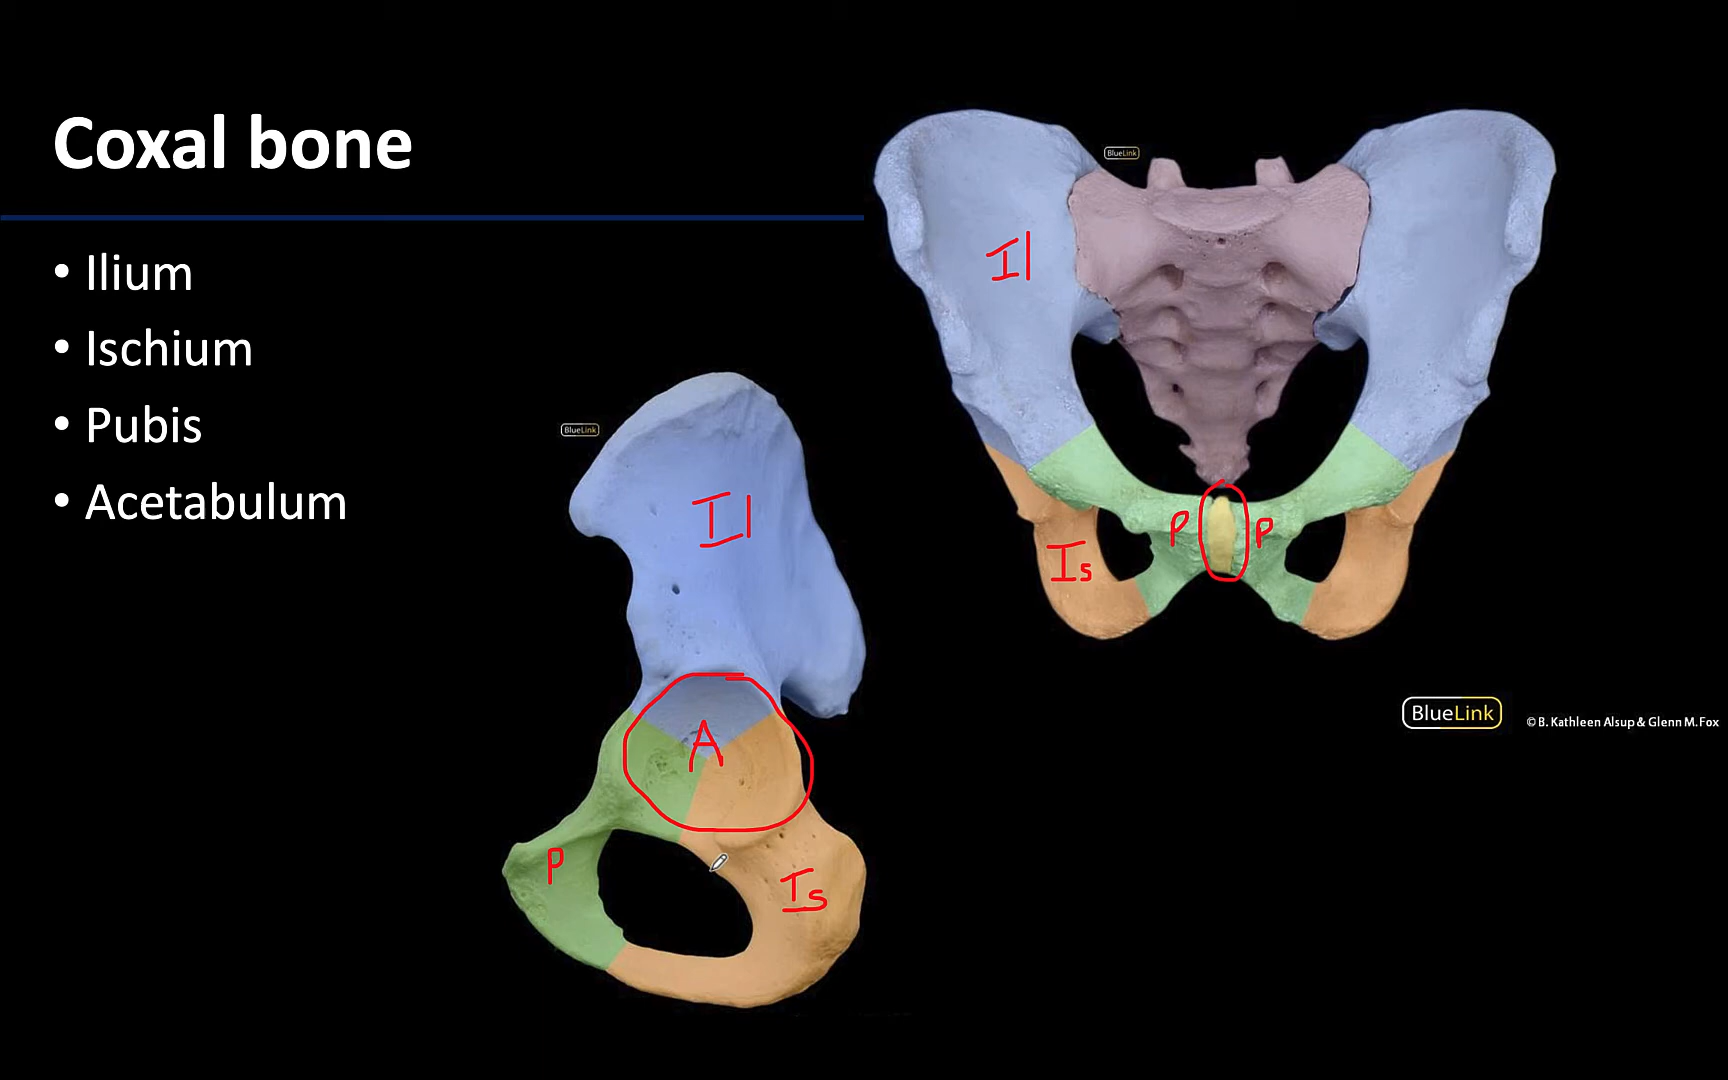 Coxal bone
• Ilium
• Ischium
• Pubis
• Acetabulum
BlueLink
Il
A
P
Is
BlueLink
Il
P
P
Is
BlueLink
© B. Kathleen Alsup & Glenn M. Fox